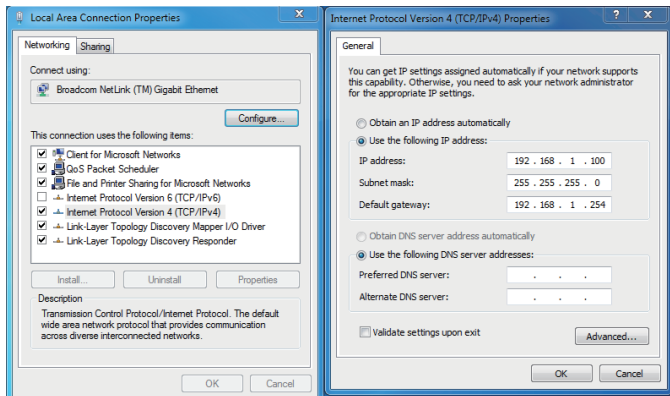 Local Area Connection Properties
Networking
Sharing
Connect using:
Broadcom NetLink (TM) Gigabit Ethernet
Configure...
This connection uses the following items:
Client for Microsoft Networks
QoS Packet Scheduler
File and Printer Sharing for Microsoft Networks
Internet Protocol Version 6 (TCP/IPv6)
Internet Protocol Version 4 (TCP/IPv4)
Link-Layer Topology Discovery Mapper I/O Driver
Link-Layer Topology Discovery Responder
Install...
Uninstall
Properties
Description
Transmission Control Protocol/Internet Protocol. The default
wide area network protocol that provides communication
across diverse interconnected networks.
OK
Cancel
Internet Protocol Version 4 (TCP/IPv4) Properties
General
You can get IP settings assigned automatically if your network supports
this capability. Otherwise, you need to ask your network administrator
for the appropriate IP settings.
Obtain an IP address automatically
Use the following IP address:
IP address: 192 . 168 . 1 . 100
Subnet mask: 255 . 255 . 255 . 0
Default gateway: 192 . 168 . 1 . 254
Obtain DNS server address automatically
Use the following DNS server addresses:
Preferred DNS server: . . .
Alternate DNS server: . . .
Validate settings upon exit
Advanced...
OK
Cancel